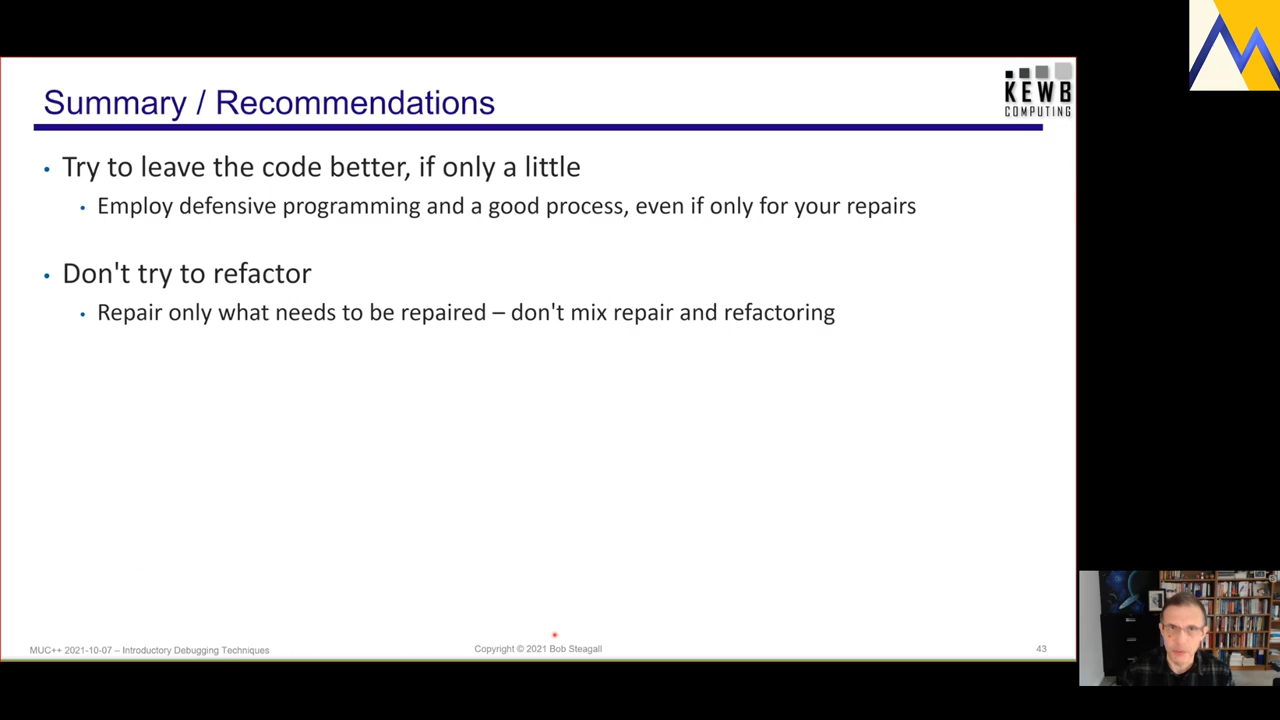 Summary / Recommendations
KEWB
COMPUTING
• Try to leave the code better, if only a little
• Employ defensive programming and a good process, even if only for your repairs
• Don't try to refactor
• Repair only what needs to be repaired – don't mix repair and refactoring
MUC++ 2021-10-07 – Introductory Debugging Techniques
Copyright © 2021 Bob Steagall
43